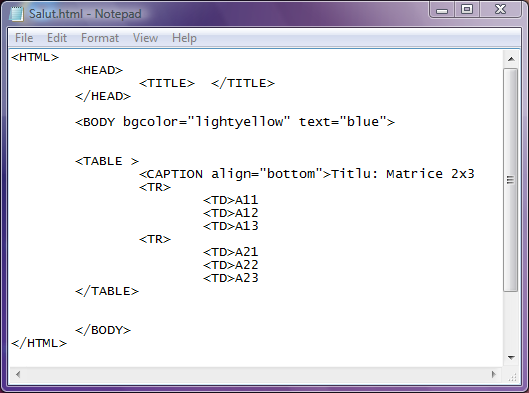 Salut.html - Notepad
File Edit Format View Help
<HTML>
<HEAD>
<TITLE> </TITLE>
</HEAD>
<BODY bgcolor="lightyellow" text="blue">
<TABLE >
<CAPTION align="bottom">Titlu: Matrice 2x3
<TR>
<TD>A11
<TD>A12
<TD>A13
<TR>
<TD>A21
<TD>A22
<TD>A23
</TABLE>
</BODY>
</HTML>